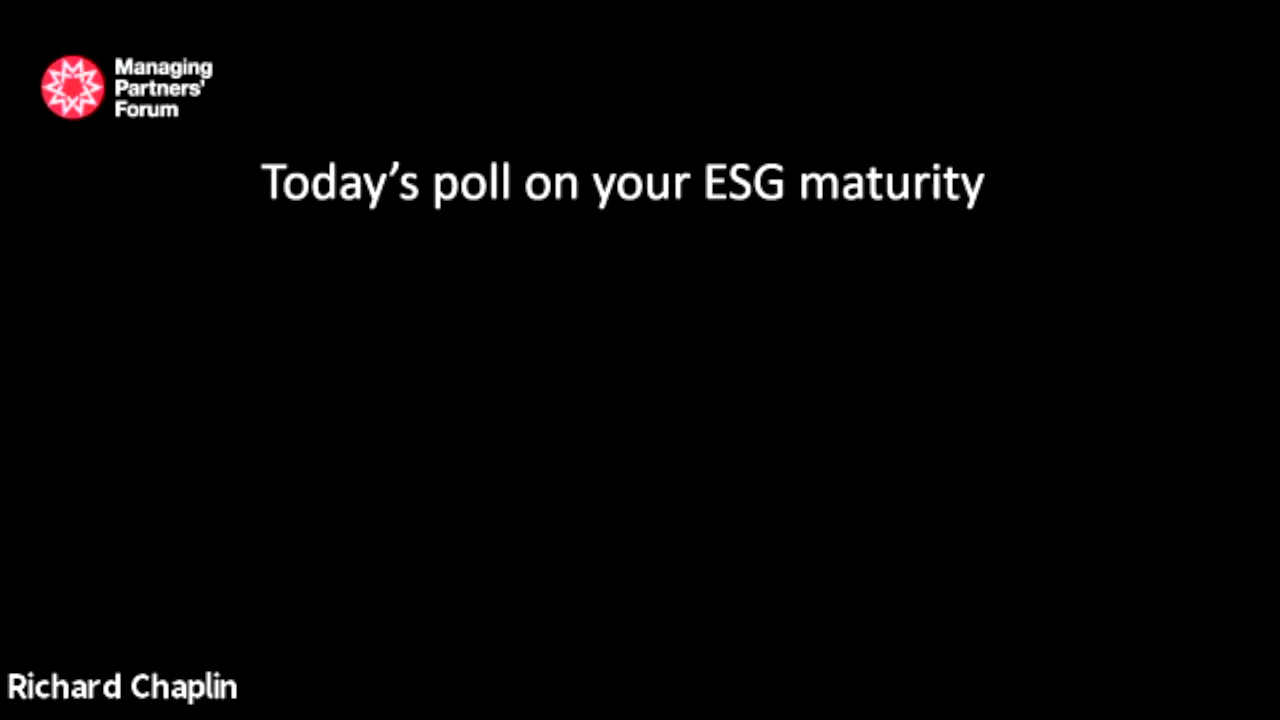 Managing
Partners'
Forum
Today’s poll on your ESG maturity
Richard Chaplin